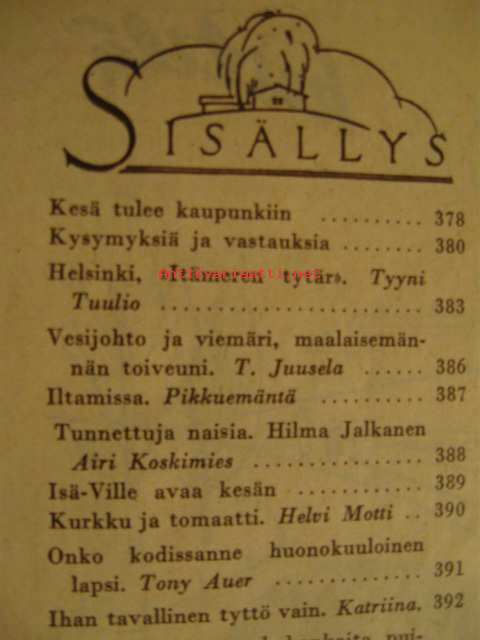 SISÄLLYS
Kesä tulee kaupunkiin .......... 378
Kysymyksiä ja vastauksia ........ 380
Helsinki, »Itämeren tytär». Tyyni
Tuulio .................... 383
Vesijohto ja viemäri, maalaisemän-
nän toiveuni. T. Juusela ...... 386
Iltamissa. Pikkuemäntä .......... 387
Tunnettuja naisia. Hilma Jalkanen
Airi Koskimies .............. 388
Isä-Ville avaa kesän ............ 389
Kurkku ja tomaatti. Helvi Motti .. 390
Onko kodissanne huonokuuloinen
lapsi. Tony Auer ............ 391
Ihan tavallinen tyttö vain. Katriina. 392